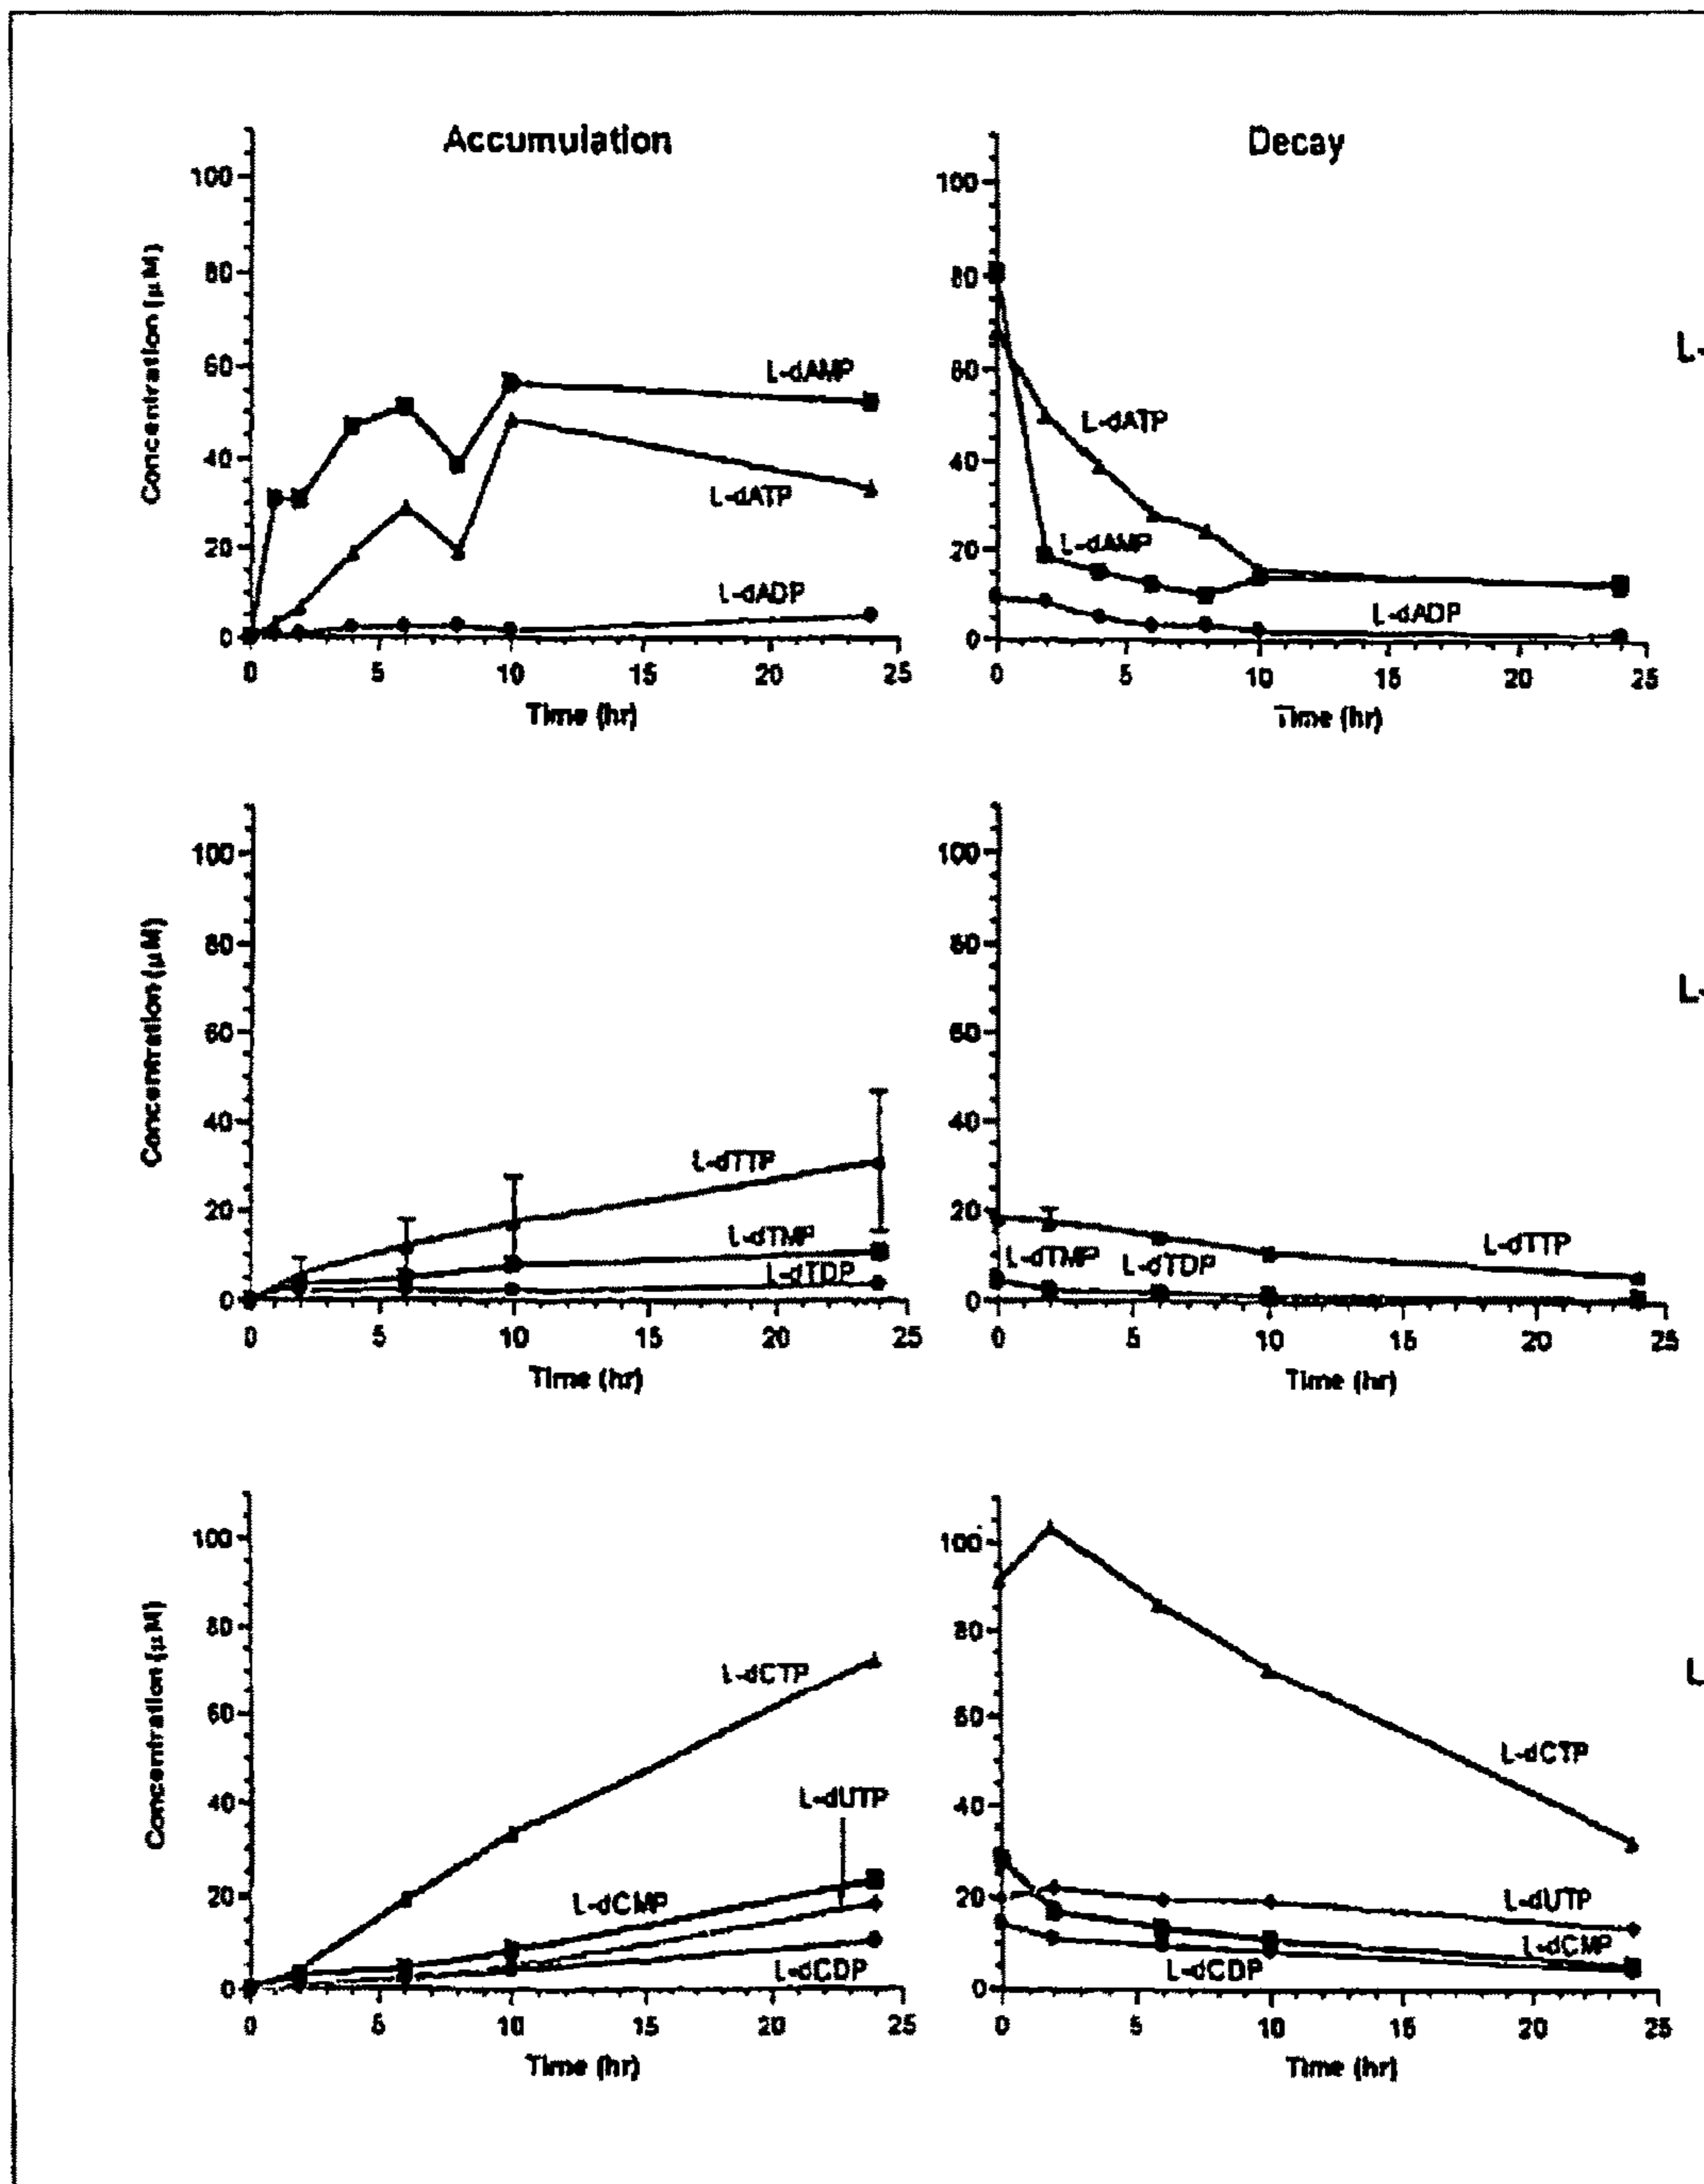 Accumulation
Decay
Concentration (µM)
100
80
60
40
20
0
L-dAMP
L-dATP
L-dADP
0 5 10 15 20 25
Time (hr)
100
80
60
40
20
0
L-dATP
L-dAMP
L-dADP
0 5 10 15 20 25
Time (hr)
L-
Concentration (µM)
100
80
60
40
20
0
L-dTTP
L-dTMP
L-dTDP
0 5 10 15 20 25
Time (hr)
100
80
60
40
20
0
L-dTMP
L-dTDP
L-dTTP
0 5 10 15 20 25
Time (hr)
L-
Concentration (µM)
100
80
60
40
20
0
L-dCTP
L-dUTP
L-dCMP
L-dCDP
0 5 10 15 20 25
Time (hr)
100
80
60
40
20
0
L-dCTP
L-dUTP
L-dCMP
L-dCDP
0 5 10 15 20 25
Time (hr)
L